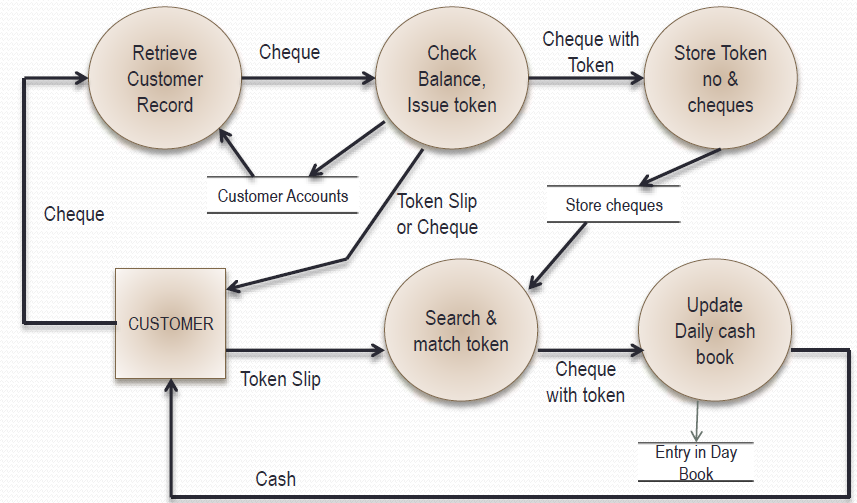 Retrieve
Customer
Record
Cheque
Check
Balance,
Issue token
Cheque with
Token
Store Token
no &
cheques
Customer Accounts
Token Slip
or Cheque
Store cheques
Cheque
CUSTOMER
Token Slip
Search &
match token
Cheque
with token
Update
Daily cash
book
Entry in Day
Book
Cash